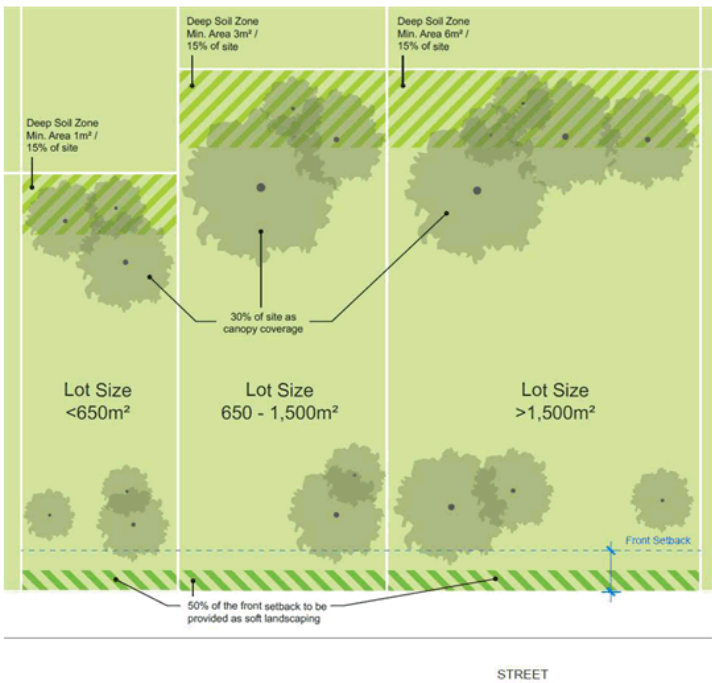 Deep Soil Zone
Min. Area 3m² /
15% of site
Deep Soil Zone
Min. Area 6m² /
15% of site
Deep Soil Zone
Min. Area 1m² /
15% of site
30% of site as
canopy coverage
Lot Size
<650m²
Lot Size
650 - 1,500m²
Lot Size
>1,500m²
Front Setback
50% of the front setback to be
provided as soft landscaping
STREET